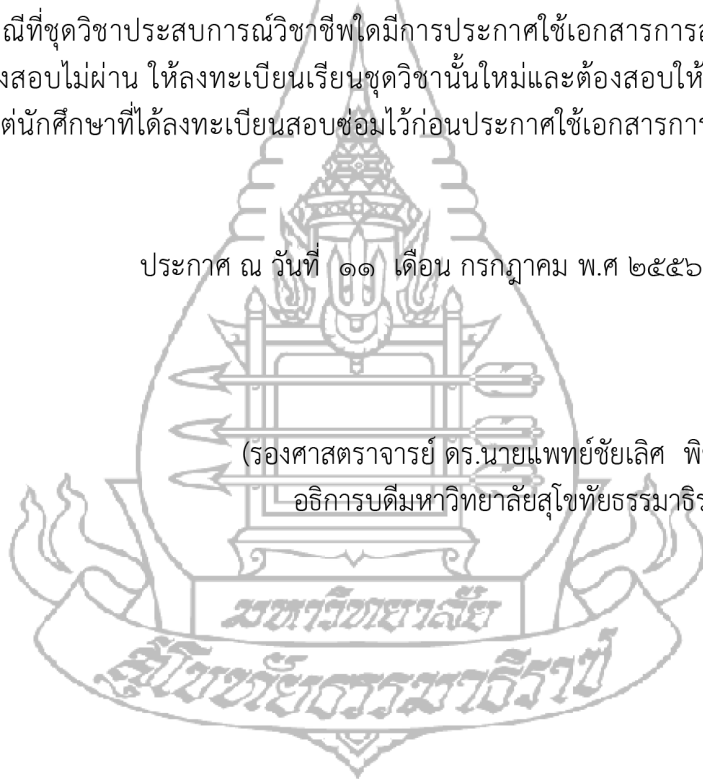 ณีที่ชุดวิชาประสบการณ์วิชาชีพใดมีการประกาศใช้เอกสารการส
งสอบไม่ผ่าน ให้ลงทะเบียนเรียนชุดวิชานั้นใหม่และต้องสอบให้
ต่นักศึกษาที่ได้ลงทะเบียนสอบซ่อมไว้ก่อนประกาศใช้เอกสารการ
ประกาศ ณ วันที่ ๑๑ เดือน กรกฎาคม พ.ศ ๒๕๕๖
(รองศาสตราจารย์ ดร.นายแพทย์ชัยเลิศ พิ
อธิการบดีมหาวิทยาลัยสุโขทัยธรรมาธิร
มหาวิทยาลัย
สุโขทัยธรรมาธิราช